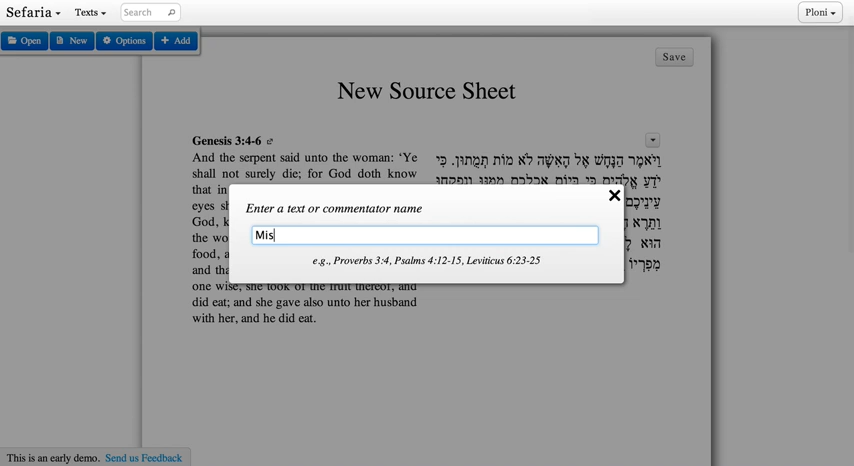 Sefaria
Texts
Search
Ploni
Open
New
Options
Add
Save
New Source Sheet
Genesis 3:4-6
And the serpent said unto the woman: ‘Ye
shall not surely die; for God doth know
that in
eyes
God,
the
food,
and
one wise, she took of the fruit thereof, and
did eat; and she gave also unto her husband
with her, and he did eat.
וַיֹּאמֶר הַנָּחָשׁ אֶל הָאִשָּׁה לֹא מוֹת תְּמֻתוּן. כִּי
יֹדֵעַ אֱלֹהִים כִּי בְּיוֹם אֲכָלְכֶם מִמֶּנּוּ וְנִפְקְחוּ
עֵינֵיכֶם
וַתֵּרֶא
הוּא
מִפִּרְיוֹ
Enter a text or commentator name
Mis
e.g., Proverbs 3:4, Psalms 4:12-15, Leviticus 6:23-25
This is an early demo. Send us Feedback